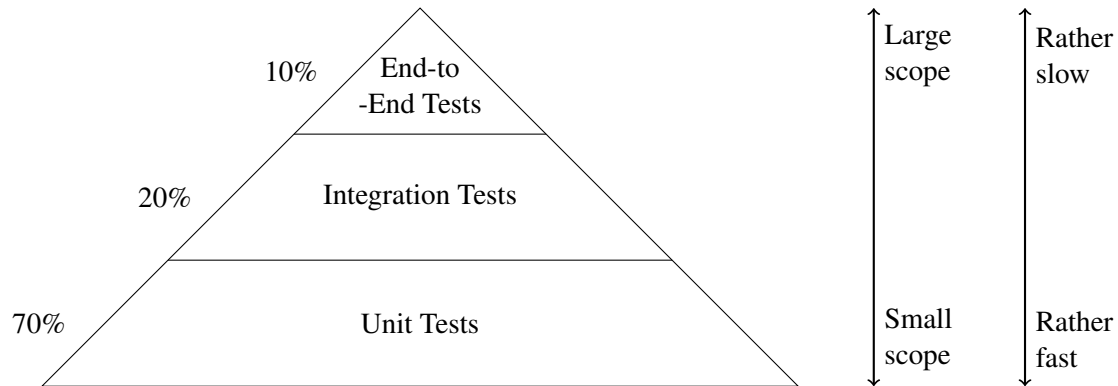 10%
End-to
-End Tests
Large
scope
Rather
slow
20%
Integration Tests
70%
Unit Tests
Small
scope
Rather
fast